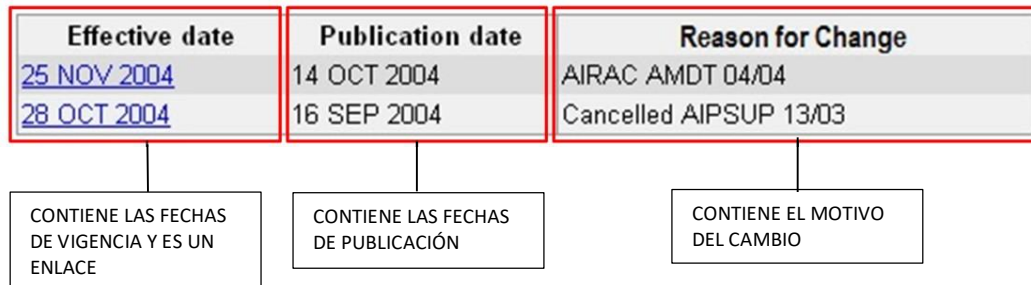 Effective date Publication date Reason for Change
25 NOV 2004 14 OCT 2004 AIRAC AMDT 04/04
28 OCT 2004 16 SEP 2004 Cancelled AIPSUP 13/03
CONTIENE LAS FECHAS
DE VIGENCIA Y ES UN
ENLACE
CONTIENE LAS FECHAS
DE PUBLICACIÓN
CONTIENE EL MOTIVO
DEL CAMBIO